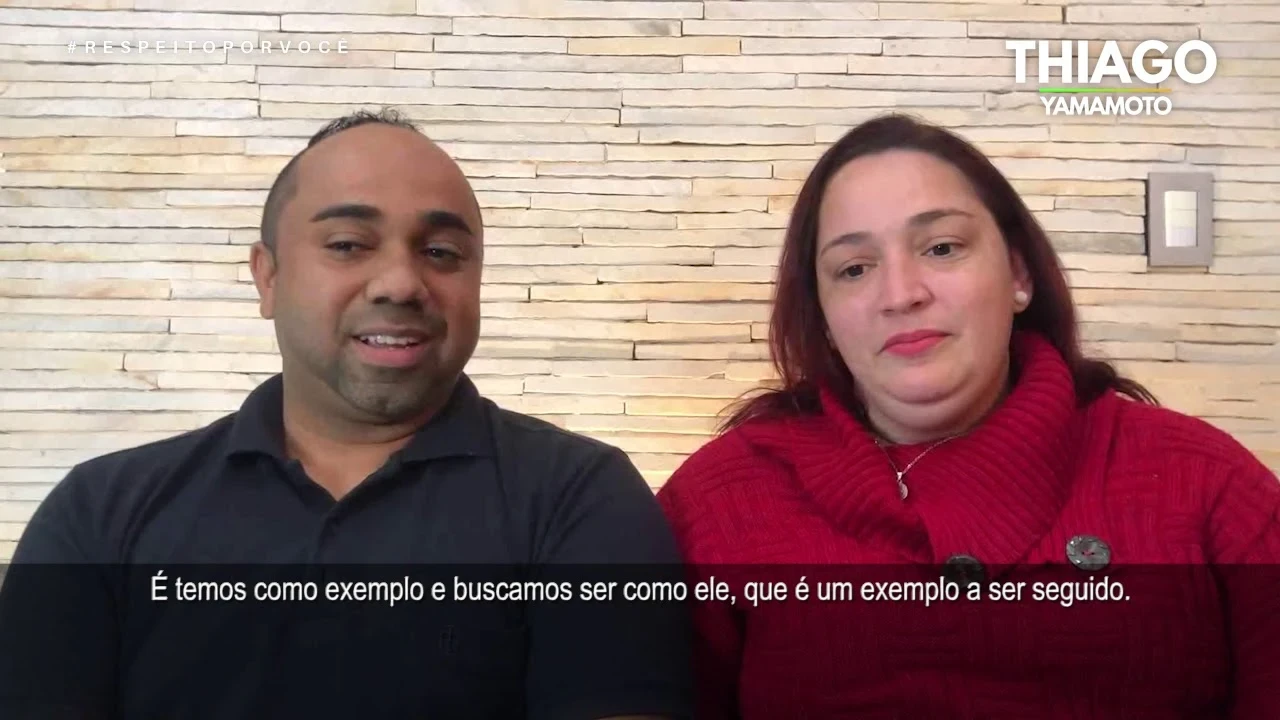 #RESPEITOPORVOCÊ
THIAGO
YAMAMOTO
É temos como exemplo e buscamos ser como ele, que é um exemplo a ser seguido.